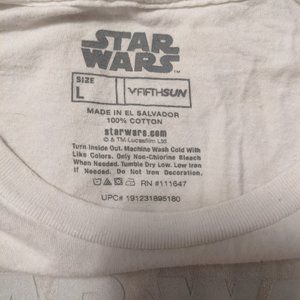 STAR
WARS
SIZE
L
FIFTHSUN
MADE IN EL SALVADOR
100% COTTON
starwars.com
© & TM Lucasfilm Ltd
Turn Inside Out. Machine Wash Cold With
Like Colors. Only Non-Chlorine Bleach
When Needed. Tumble Dry Low. Low Iron
if Needed. Do Not Dry Clean.
RN #111647
UPC# 191231895180